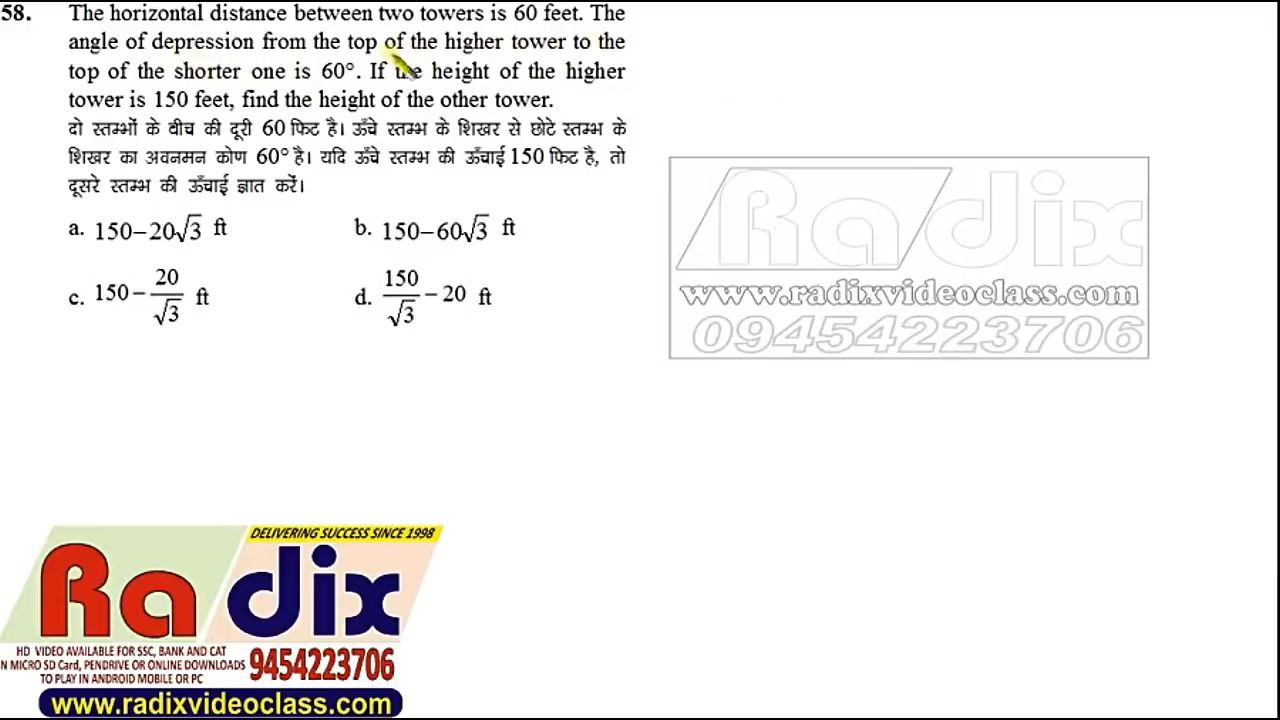 58. The horizontal distance between two towers is 60 feet. The
angle of depression from the top of the higher tower to the
top of the shorter one is 60°. If the height of the higher
tower is 150 feet, find the height of the other tower.
दो स्तम्भों के बीच की दूरी 60 फिट है। ऊँचे स्तम्भ के शिखर से छोटे स्तम्भ के
शिखर का अवनमन कोण 60° है। यदि ऊँचे स्तम्भ की ऊँचाई 150 फिट है, तो
दूसरे स्तम्भ की ऊँचाई ज्ञात करें।
a. 150–20√3 ft b. 150–60√3 ft
c. 150 – 20/√3 ft d. 150/√3 – 20 ft
Radix
www.radixvideoclass.com
09454223706
DELIVERING SUCCESS SINCE 1998
Radix
HD VIDEO AVAILABLE FOR SSC, BANK AND CAT
N MICRO SD Card, PENDRIVE OR ONLINE DOWNLOADS
TO PLAY IN ANDROID MOBILE OR PC
9454223706
www.radixvideoclass.com